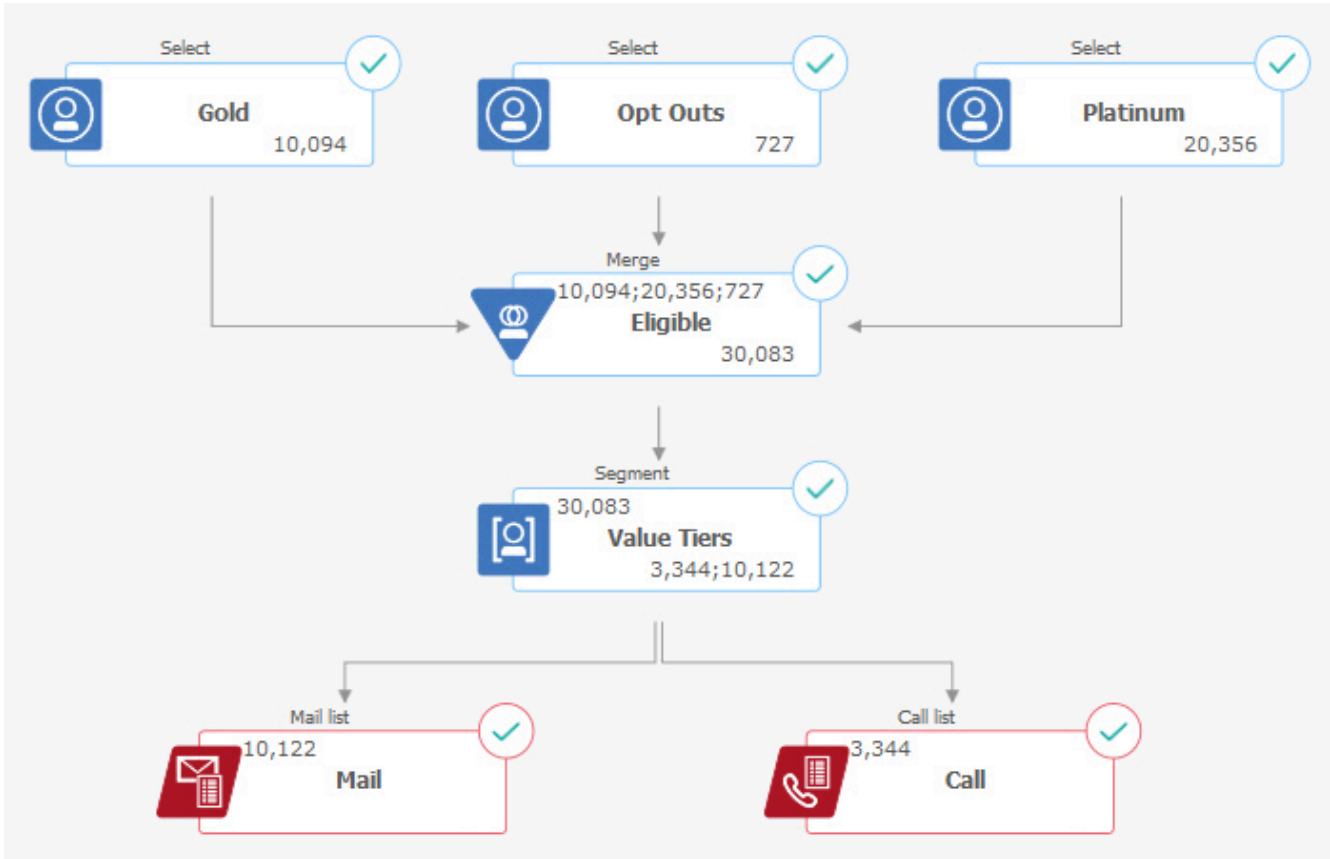 Select
Gold
10,094
Select
Opt Outs
727
Select
Platinum
20,356
Merge
10,094;20,356;727
Eligible
30,083
Segment
30,083
Value Tiers
3,344;10,122
Mail list
10,122
Mail
Call list
3,344
Call